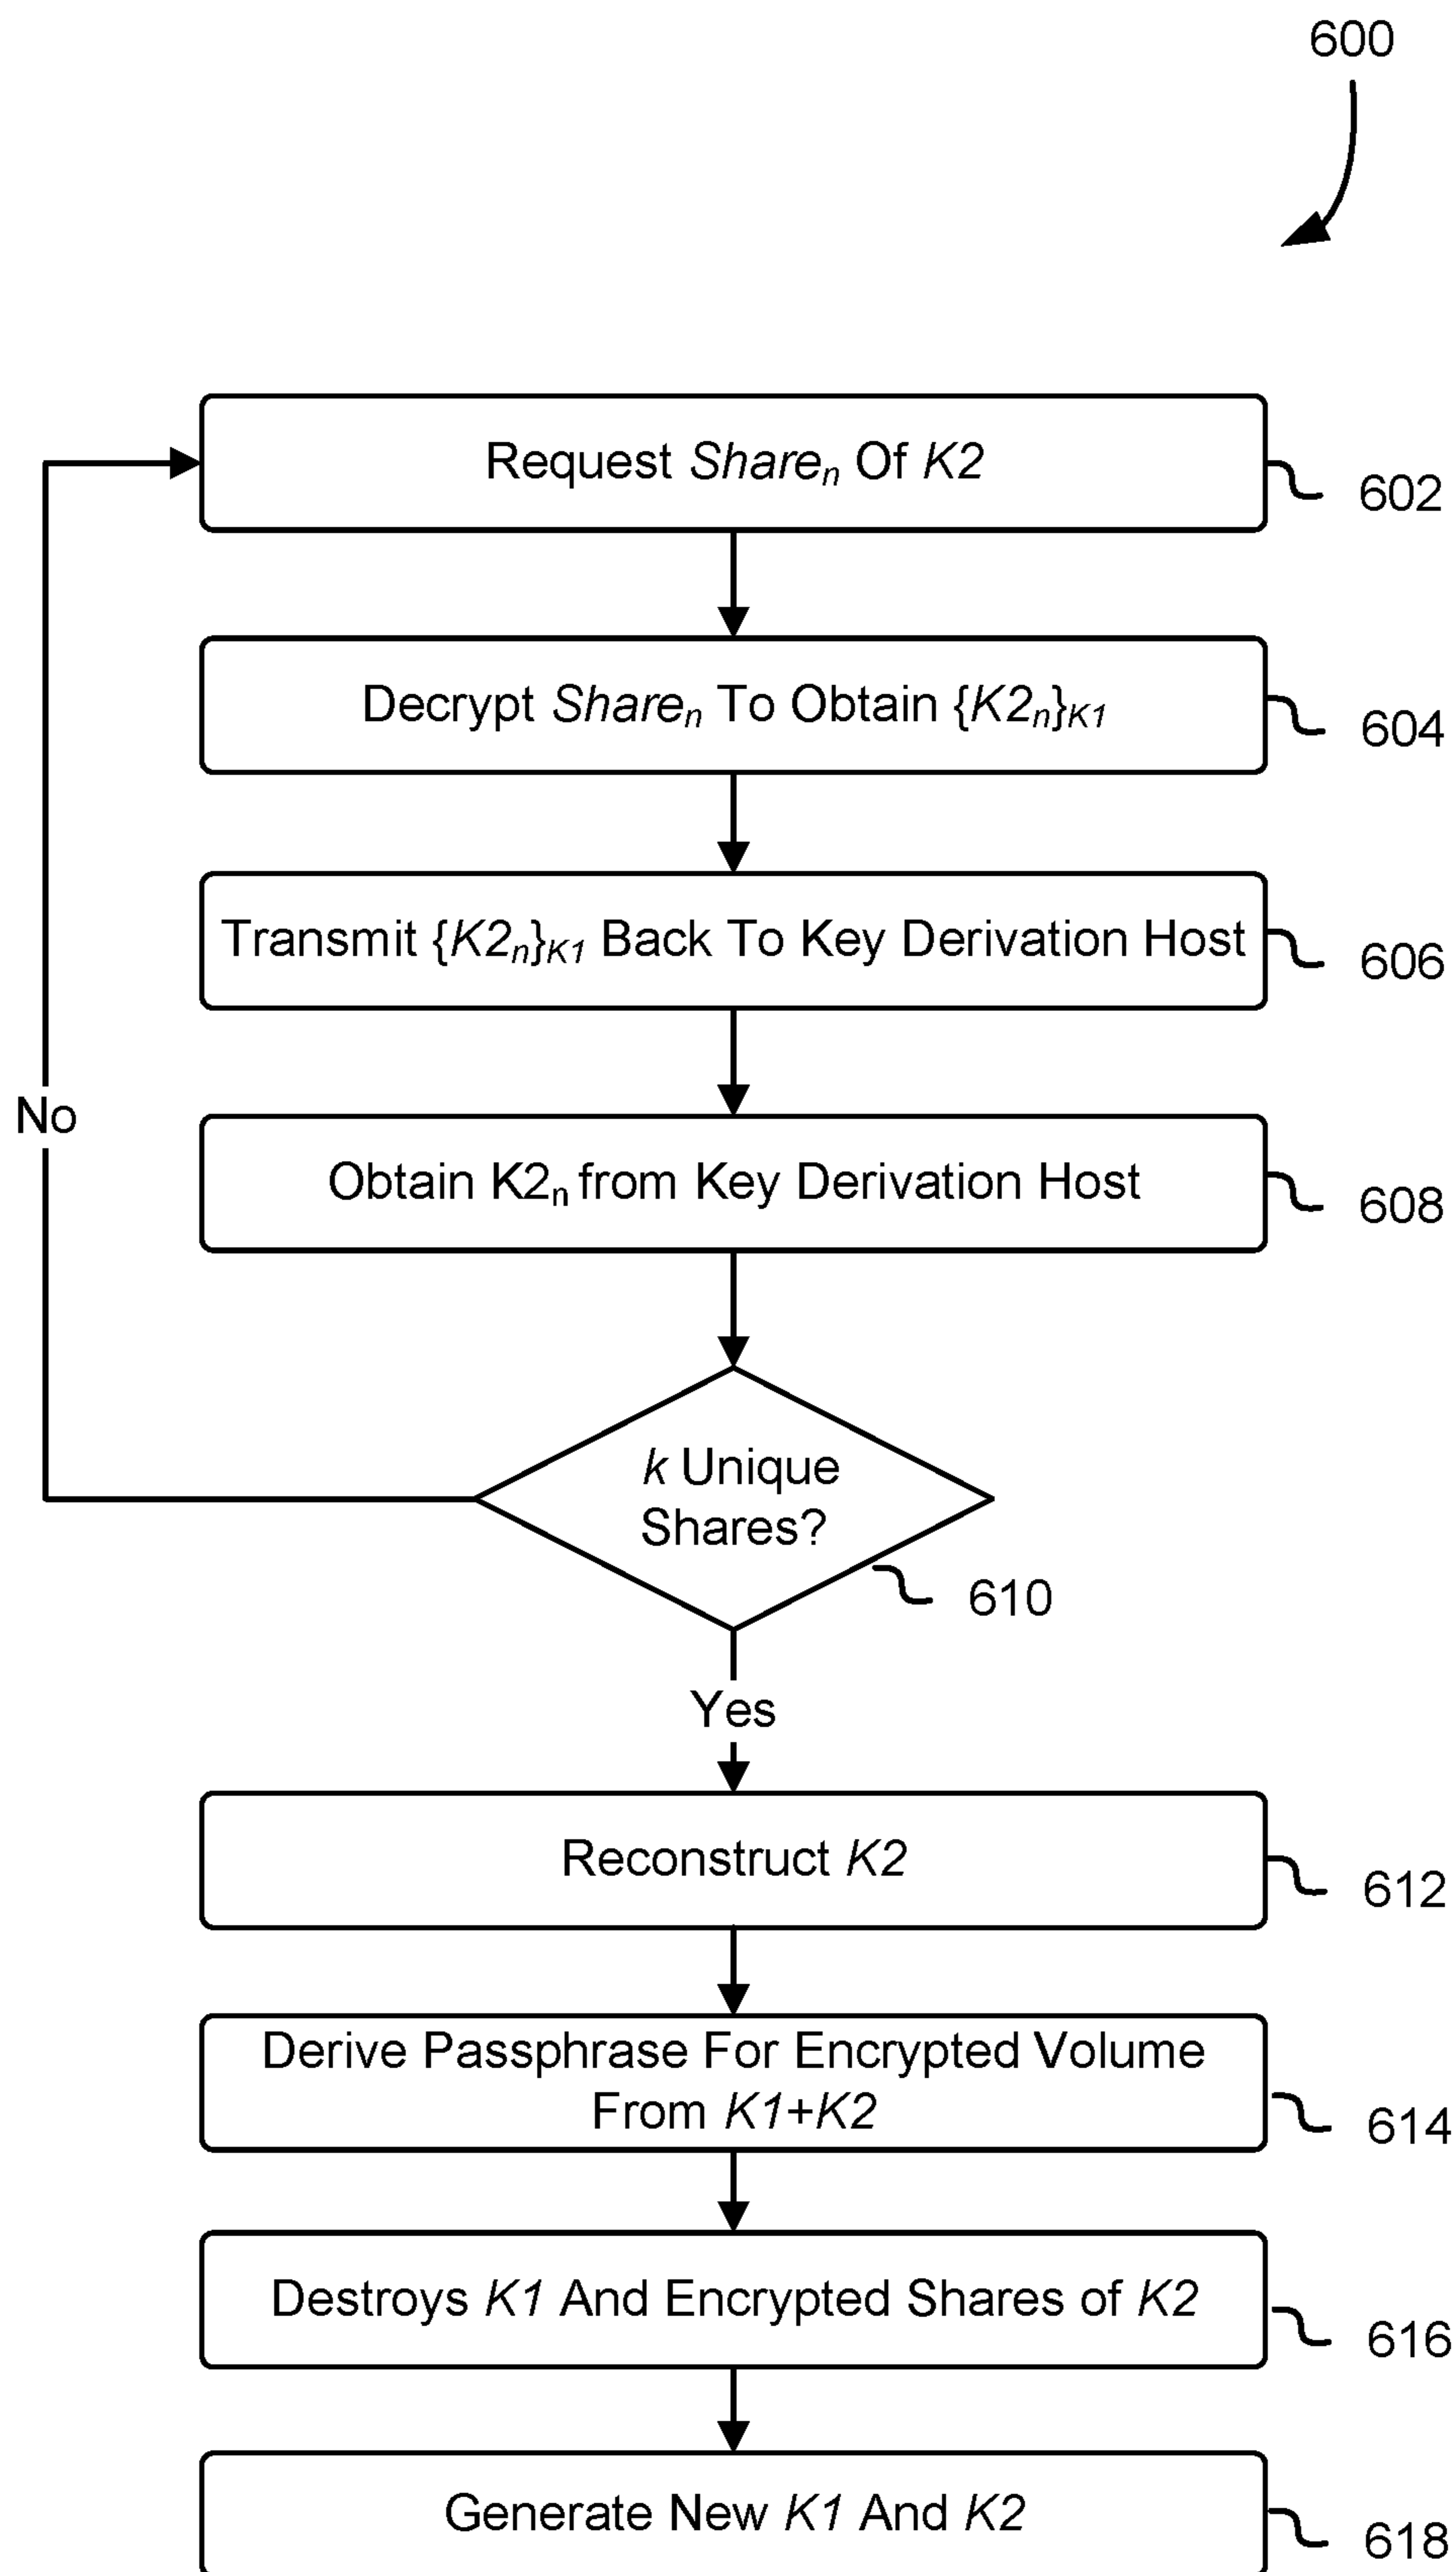 600
Request Shareₙ Of K2
602
Decrypt Shareₙ To Obtain {K2ₙ}K1
604
Transmit {K2ₙ}K1 Back To Key Derivation Host
606
No
Obtain K2ₙ from Key Derivation Host
608
k Unique
Shares?
610
Yes
Reconstruct K2
612
Derive Passphrase For Encrypted Volume
From K1+K2
614
Destroys K1 And Encrypted Shares of K2
616
Generate New K1 And K2
618